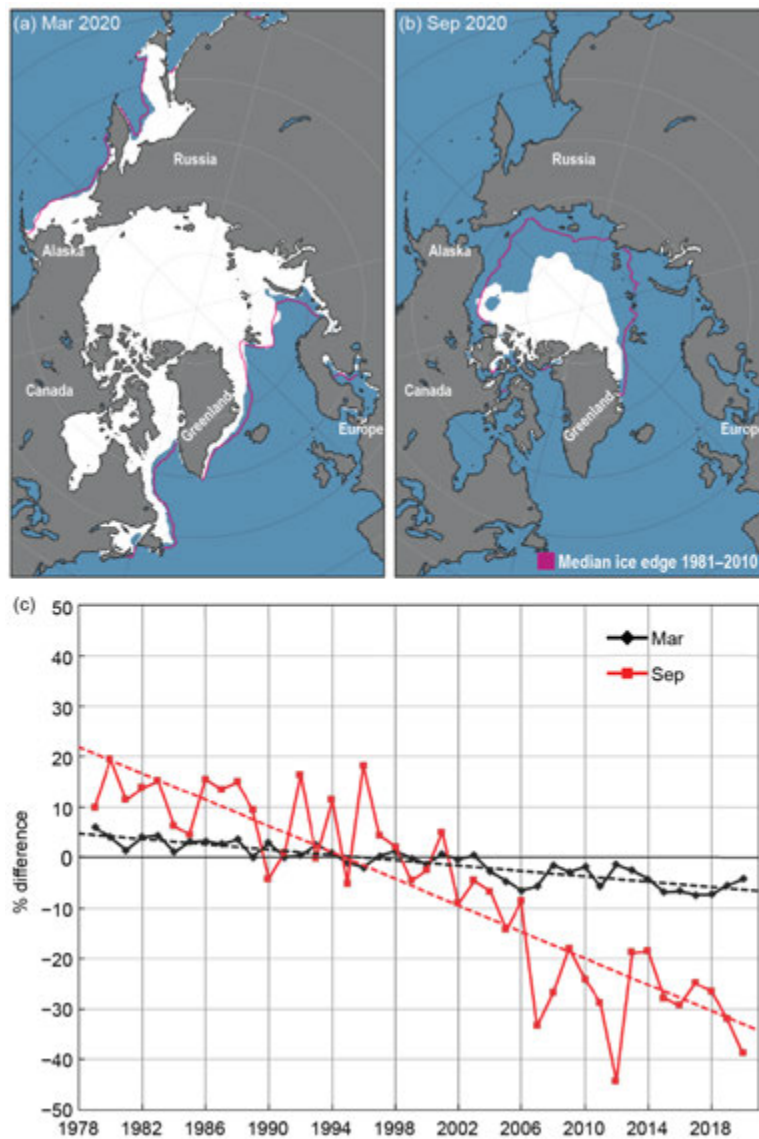 (a) Mar 2020
Russia
Alaska
Canada
Greenland
Europe
(b) Sep 2020
Russia
Alaska
Canada
Greenland
Europe
Median ice edge 1981–2010
(c)
50
40
30
20
10
0
−10
−20
−30
−40
−50
% difference
Mar
Sep
1978 1982 1986 1990 1994 1998 2002 2006 2010 2014 2018